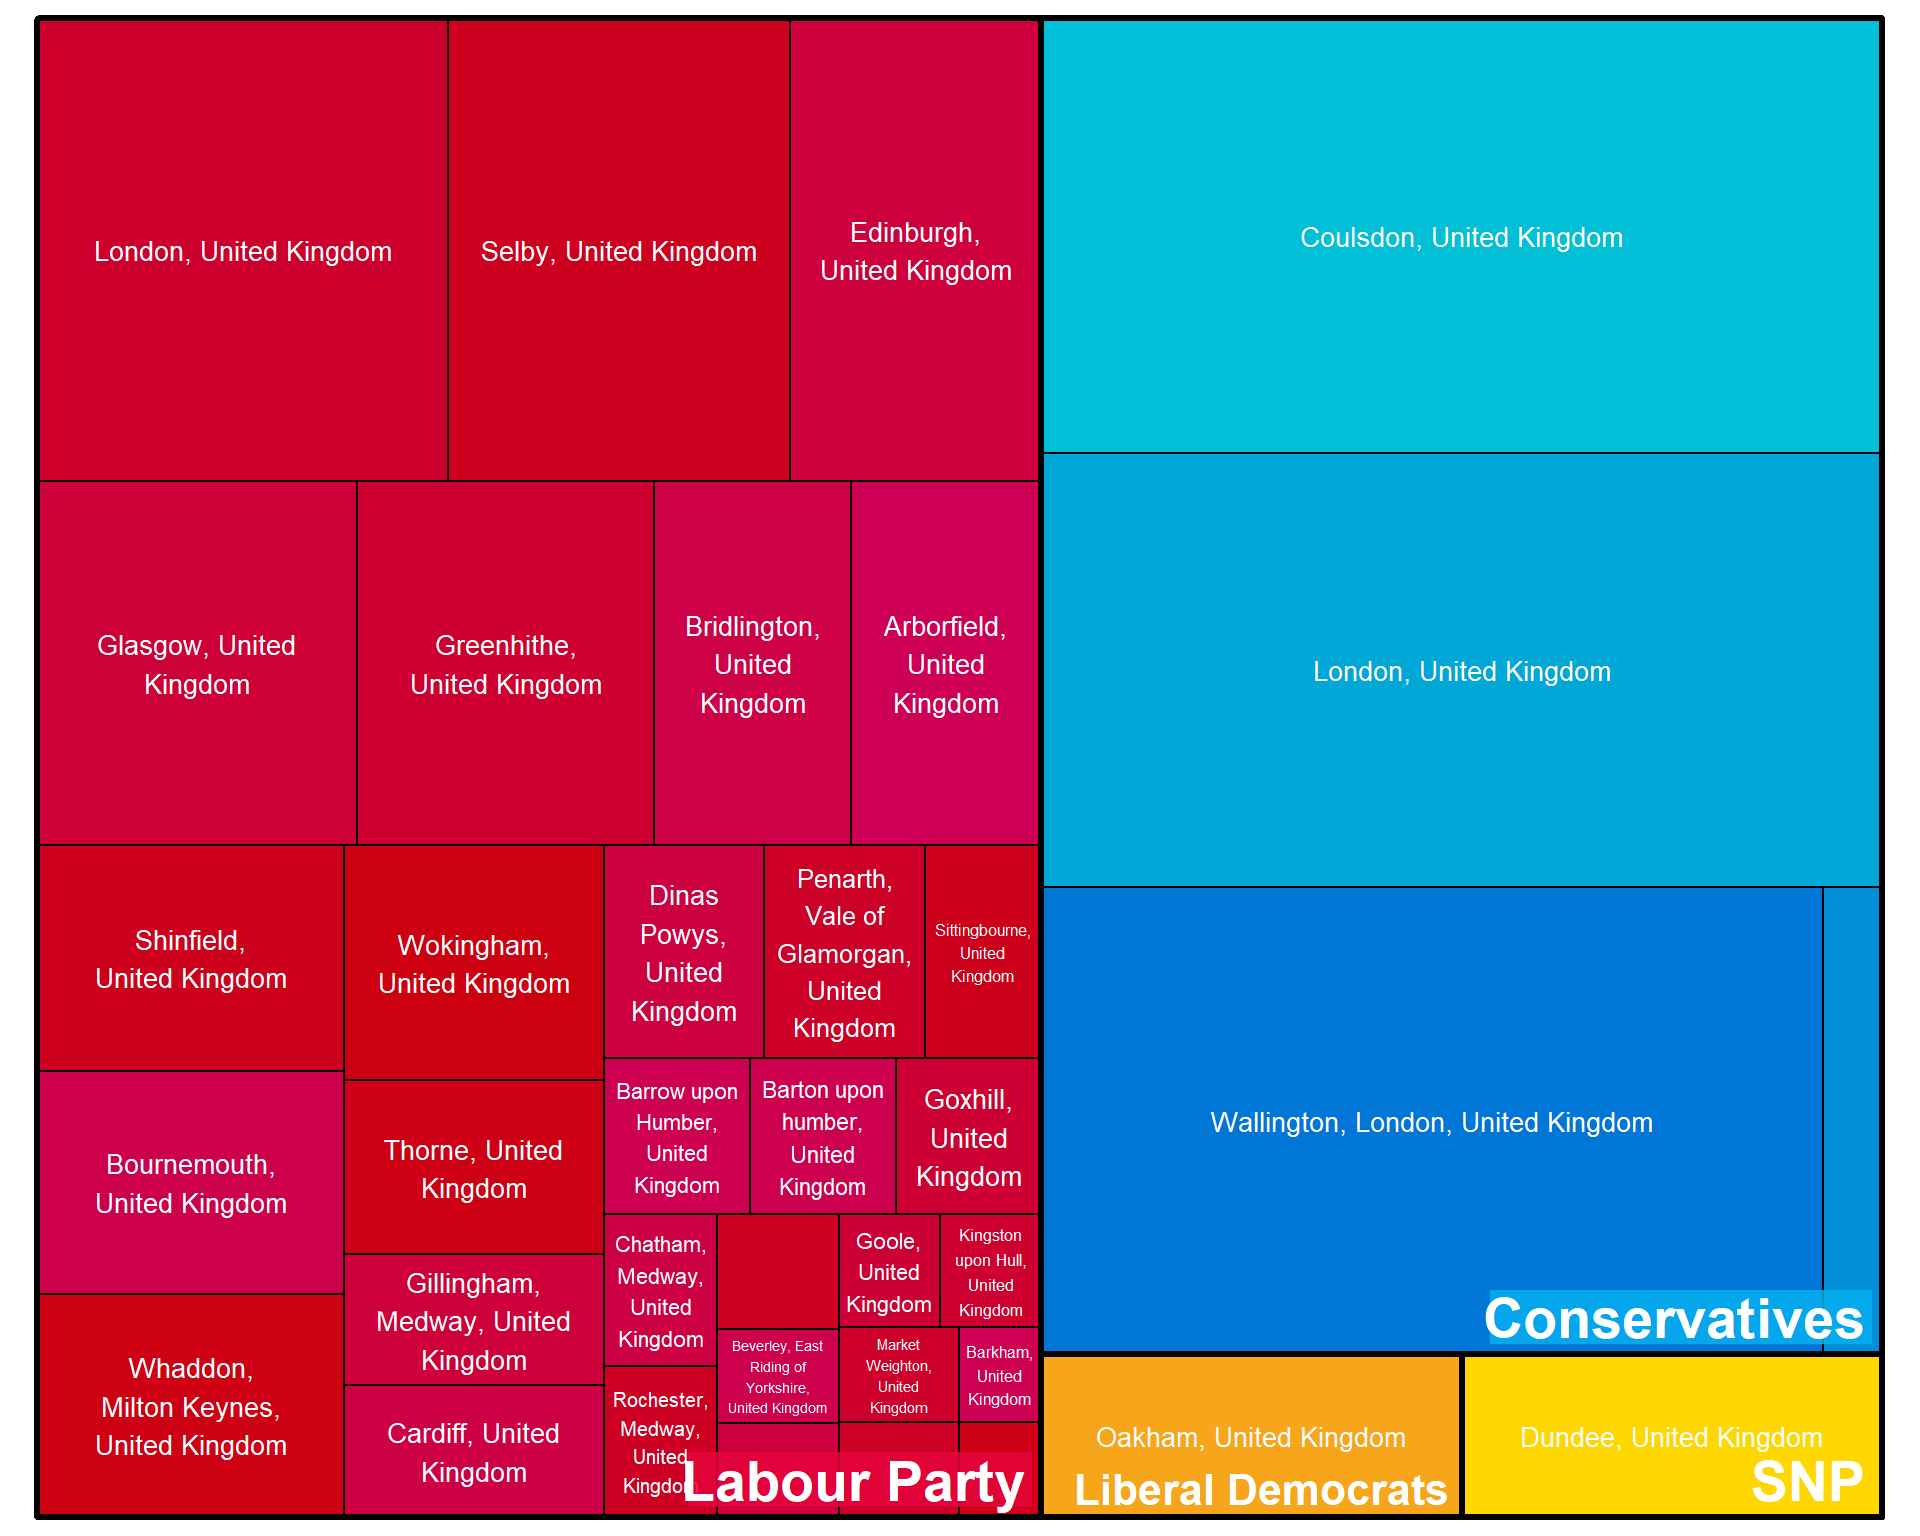 London, United Kingdom
Selby, United Kingdom
Edinburgh,
United Kingdom
Glasgow, United
Kingdom
Greenhithe,
United Kingdom
Bridlington,
United
Kingdom
Arborfield,
United
Kingdom
Shinfield,
United Kingdom
Bournemouth,
United Kingdom
Whaddon,
Milton Keynes,
United Kingdom
Wokingham,
United Kingdom
Thorne, United
Kingdom
Gillingham,
Medway, United
Kingdom
Cardiff, United
Kingdom
Dinas
Powys,
United
Kingdom
Penarth,
Vale of
Glamorgan,
United
Kingdom
Sittingbourne,
United
Kingdom
Barrow upon
Humber,
United
Kingdom
Barton upon
humber,
United
Kingdom
Goxhill,
United
Kingdom
Chatham,
Medway,
United
Kingdom
Rochester,
Medway,
United
Kingdom
Goole,
United
Kingdom
Kingston
upon Hull,
United
Kingdom
Beverley, East
Riding of
Yorkshire,
United Kingdom
Market
Weighton,
United
Kingdom
Barkham,
United
Kingdom
Labour Party
Coulsdon, United Kingdom
London, United Kingdom
Wallington, London, United Kingdom
Conservatives
Oakham, United Kingdom
Liberal Democrats
Dundee, United Kingdom
SNP